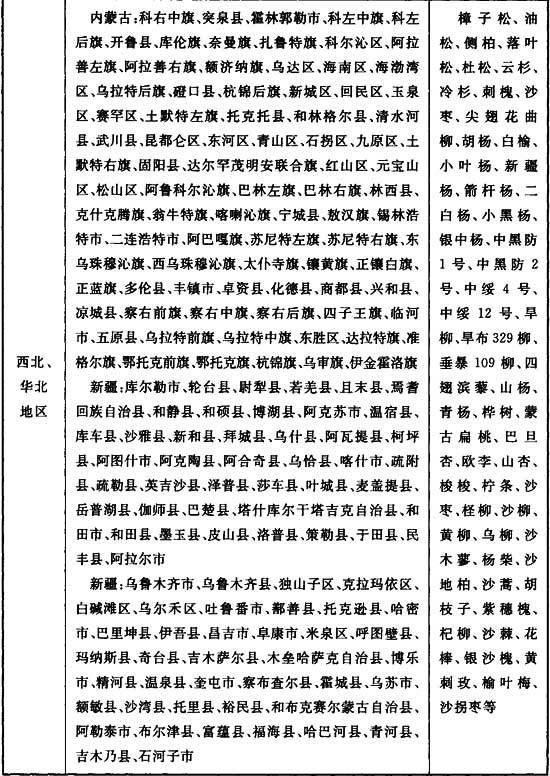 西北、
华北
地区
内蒙古:科右中旗、突泉县、霍林郭勒市、科左中旗、科左
后旗、开鲁县、库伦旗、奈曼旗、扎鲁特旗、科尔沁区、阿拉
善左旗、阿拉善右旗、额济纳旗、乌达区、海南区、海渤湾
区、乌拉特后旗、磴口县、杭锦后旗、新城区、回民区、玉泉
区、赛罕区、土默特左旗、托克托县、和林格尔县、清水河
县、武川县、昆都仑区、东河区、青山区、石拐区、九原区、土
默特右旗、固阳县、达尔罕茂明安联合旗、红山区、元宝山
区、松山区、阿鲁科尔沁旗、巴林左旗、巴林右旗、林西县、
克什克腾旗、翁牛特旗、喀喇沁旗、宁城县、敖汉旗、锡林浩
特市、二连浩特市、阿巴嘎旗、苏尼特左旗、苏尼特右旗、东
乌珠穆沁旗、西乌珠穆沁旗、太仆寺旗、镶黄旗、正镶白旗、
正蓝旗、多伦县、丰镇市、卓资县、化德县、商都县、兴和县、
凉城县、察右前旗、察右中旗、察右后旗、四子王旗、临河
市、五原县、乌拉特前旗、乌拉特中旗、东胜区、达拉特旗、准
格尔旗、鄂托克前旗、鄂托克旗、杭锦旗、乌审旗、伊金霍洛旗
新疆:库尔勒市、轮台县、尉犁县、若羌县、且末县、焉耆
回族自治县、和静县、和硕县、博湖县、阿克苏市、温宿县、
库车县、沙雅县、新和县、拜城县、乌什县、阿瓦提县、柯坪
县、阿图什市、阿克陶县、阿合奇县、乌恰县、喀什市、疏附
县、疏勒县、英吉沙县、泽普县、莎车县、叶城县、麦盖提县、
岳普湖县、伽师县、巴楚县、塔什库尔干塔吉克自治县、和
田市、和田县、墨玉县、皮山县、洛普县、策勒县、于田县、民
丰县、阿拉尔市
新疆:乌鲁木齐市、乌鲁木齐县、独山子区、克拉玛依区、
白碱滩区、乌尔禾区、吐鲁番市、鄯善县、托克逊县、哈密
市、巴里坤县、伊吾县、昌吉市、阜康市、米泉区、呼图壁县、
玛纳斯县、奇台县、吉木萨尔县、木垒哈萨克自治县、博乐
市、精河县、温泉县、奎屯市、察布查尔县、霍城县、乌苏市、
额敏县、沙湾县、托里县、裕民县、和布克赛尔蒙古自治县、
阿勒泰市、布尔津县、富蕴县、福海县、哈巴河县、青河县、
吉木乃县、石河子市
樟子松、油
松、侧柏、落叶
松、杜松、云杉、
冷杉、刺槐、沙
枣、尖翅花曲
柳、胡杨、白榆、
小叶杨、新疆
杨、箭杆杨、二
白杨、小黑杨、
银中杨、中黑防
1号、中黑防2
号、中绥4号、
中绥12号、旱
柳、旱布329柳、
垂暴109柳、四
翅滨藜、山杨、
青杨、桦树、蒙
古扁桃、巴旦
杏、欧李、山杏、
梭梭、柠条、沙
枣、柽柳、沙柳、
黄柳、乌柳、沙
木蓼、杨柴、沙
地柏、沙蒿、胡
枝子、紫穗槐、
杞柳、沙棘、花
棒、银沙槐、黄
刺玫、榆叶梅、
沙拐枣等